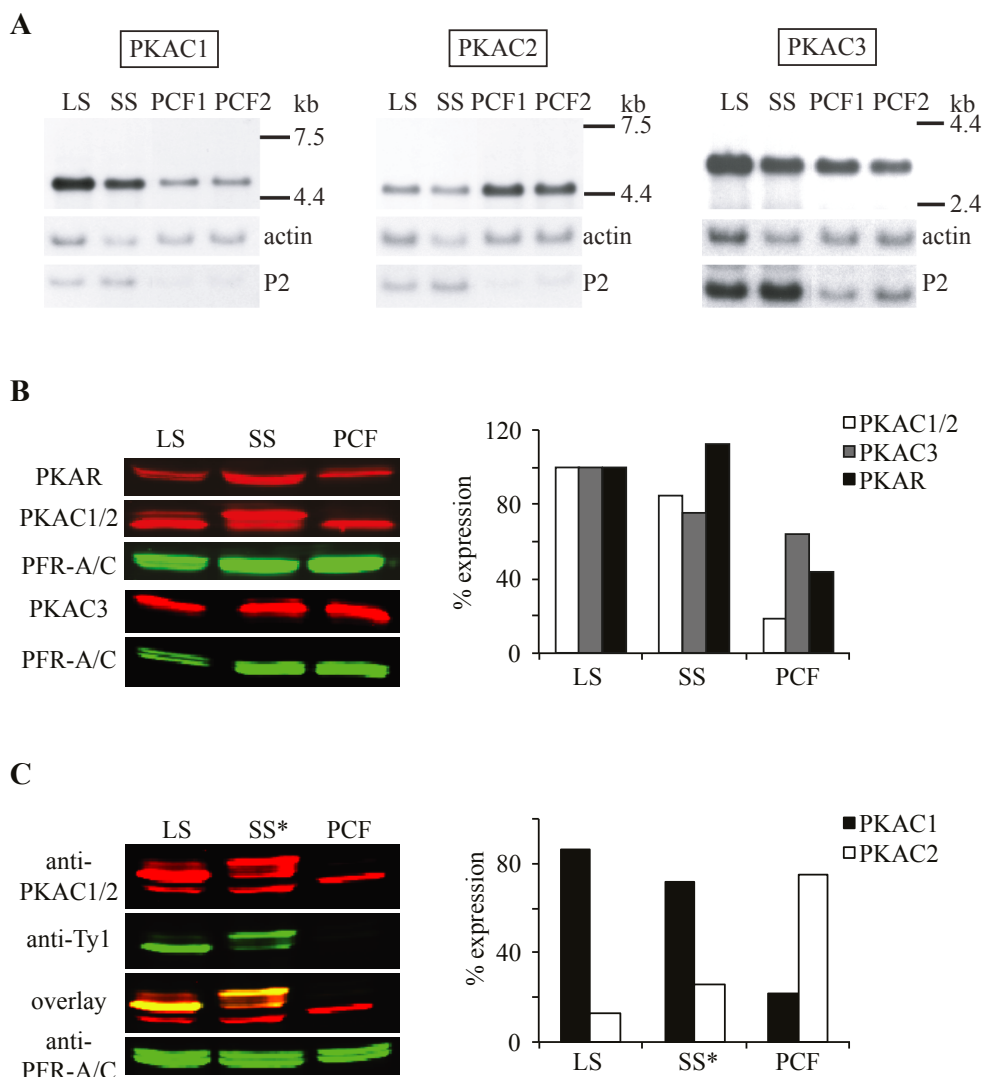 A
PKAC1
PKAC2
PKAC3
LS SS PCF1 PCF2 kb
7.5
4.4
actin
P2
LS SS PCF1 PCF2 kb
7.5
4.4
actin
P2
LS SS PCF1 PCF2 kb
4.4
2.4
actin
P2
B
LS SS PCF
PKAR
PKAC1/2
PFR-A/C
PKAC3
PFR-A/C
PKAC1/2
PKAC3
PKAR
% expression
120
80
40
0
LS SS PCF
C
LS SS* PCF
anti-
PKAC1/2
anti-Ty1
overlay
anti-
PFR-A/C
PKAC1
PKAC2
% expression
80
40
0
LS SS* PCF